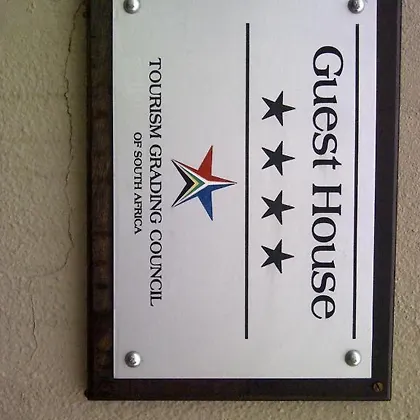 Guest House
TOURISM GRADING COUNCIL
OF SOUTH AFRICA